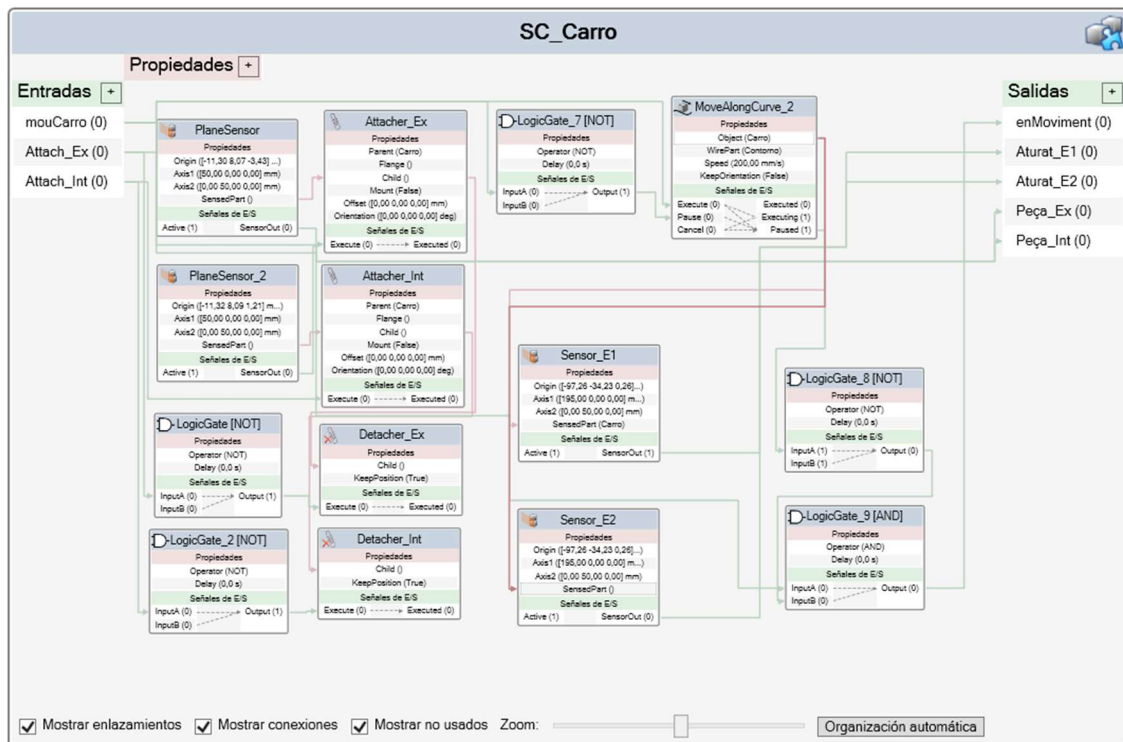 SC_Carro
Propiedades +
Entradas +
mouCarro (0)
Attach_Ex (0)
Attach_Int (0)
PlaneSensor
Propiedades
Origin ([-11,30 8,07 -3,43] ...)
Axis1 ([50,00 0,00 0,00] mm)
Axis2 ([0,00 50,00 0,00] mm)
SensedPart ()
Señales de E/S
Active (1) SensorOut (0)
PlaneSensor_2
Propiedades
Origin ([-11,32 8,09 1,21] m...)
Axis1 ([50,00 0,00 0,00] mm)
Axis2 ([0,00 50,00 0,00] mm)
SensedPart ()
Señales de E/S
Active (1) SensorOut (0)
LogicGate [NOT]
Propiedades
Operator (NOT)
Delay (0,0 s)
Señales de E/S
InputA (0) Output (1)
InputB (0)
LogicGate_2 [NOT]
Propiedades
Operator (NOT)
Delay (0,0 s)
Señales de E/S
InputA (0) Output (1)
InputB (0)
Attacher_Ex
Propiedades
Parent (Carro)
Flange ()
Child ()
Mount (False)
Offset ([0,00 0,00 0,00] mm)
Orientation ([0,00 0,00 0,00] deg)
Señales de E/S
Execute (0) Executed (0)
Attacher_Int
Propiedades
Parent (Carro)
Flange ()
Child ()
Mount (False)
Offset ([0,00 0,00 0,00] mm)
Orientation ([0,00 0,00 0,00] deg)
Señales de E/S
Execute (0) Executed (0)
Detacher_Ex
Propiedades
Child ()
KeepPosition (True)
Señales de E/S
Execute (0) Executed (0)
Detacher_Int
Propiedades
Child ()
KeepPosition (True)
Señales de E/S
Execute (0) Executed (0)
LogicGate_7 [NOT]
Propiedades
Operator (NOT)
Delay (0,0 s)
Señales de E/S
InputA (0) Output (1)
InputB (0)
MoveAlongCurve_2
Propiedades
Object (Carro)
WirePart (Contorno)
Speed (200,00 mm/s)
KeepOrientation (False)
Señales de E/S
Execute (0) Executed (0)
Pause (0) Executing (1)
Cancel (0) Paused (1)
Sensor_E1
Propiedades
Origin ([-97,26 -34,23 0,26]...)
Axis1 ([195,00 0,00 0,00] m...)
Axis2 ([0,00 50,00 0,00] mm)
SensedPart (Carro)
Señales de E/S
Active (1) SensorOut (1)
Sensor_E2
Propiedades
Origin ([-97,26 -34,23 0,26]...)
Axis1 ([195,00 0,00 0,00] m...)
Axis2 ([0,00 50,00 0,00] mm)
SensedPart ()
Señales de E/S
Active (1) SensorOut (0)
LogicGate_8 [NOT]
Propiedades
Operator (NOT)
Delay (0,0 s)
Señales de E/S
InputA (1) Output (0)
InputB (1)
LogicGate_9 [AND]
Propiedades
Operator (AND)
Delay (0,0 s)
Señales de E/S
InputA (0) Output (0)
InputB (0)
Salidas +
enMoviment (0)
Aturat_E1 (0)
Aturat_E2 (0)
Peça_Ex (0)
Peça_Int (0)
Mostrar enlazamientos Mostrar conexiones Mostrar no usados Zoom: Organización automática